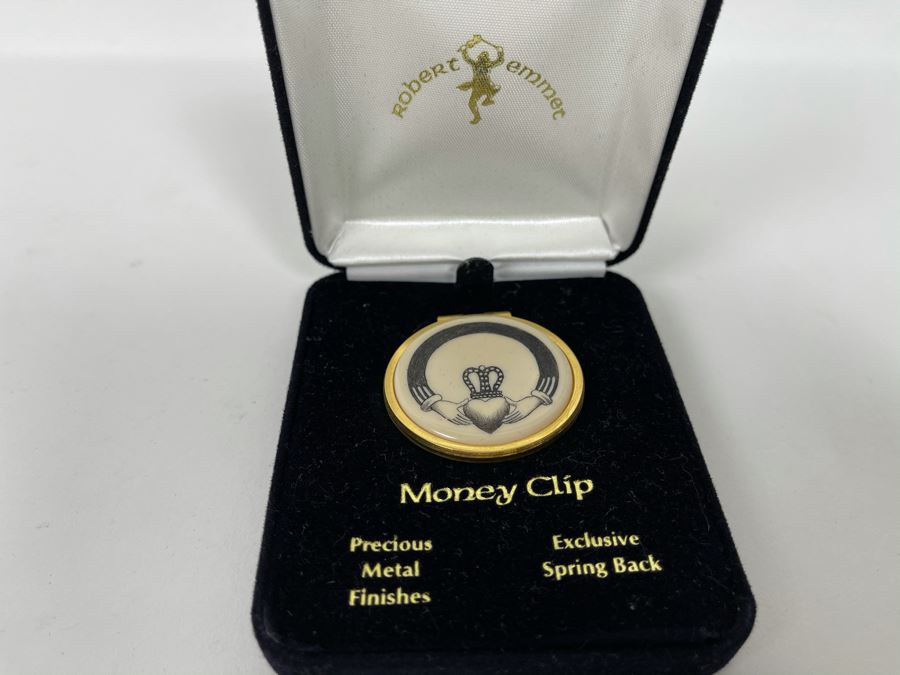 Robert Emmet
Money Clip
Precious
Metal
Finishes
Exclusive
Spring Back